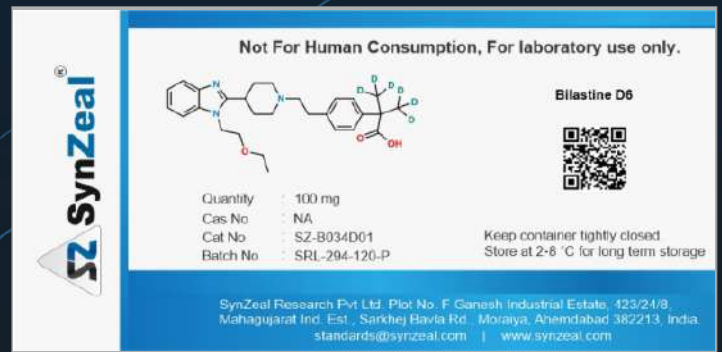 Not For Human Consumption, For laboratory use only.
SZ SynZeal®
N
N
N
O
O
OH
D
D
D
D
D
D
Bilastine D6
Quantity : 100 mg
Cas No : NA
Cat No : SZ-B034D01
Batch No : SRL-294-120-P
Keep container tightly closed
Store at 2-8 °C for long term storage
SynZeal Research Pvt Ltd. Plot No. F Ganesh Industrial Estate, 423/24/8,
Mahagujarat Ind. Est., Sarkhej Bavla Rd., Moraiya, Ahemdabad 382213, India.
standards@synzeal.com | www.synzeal.com